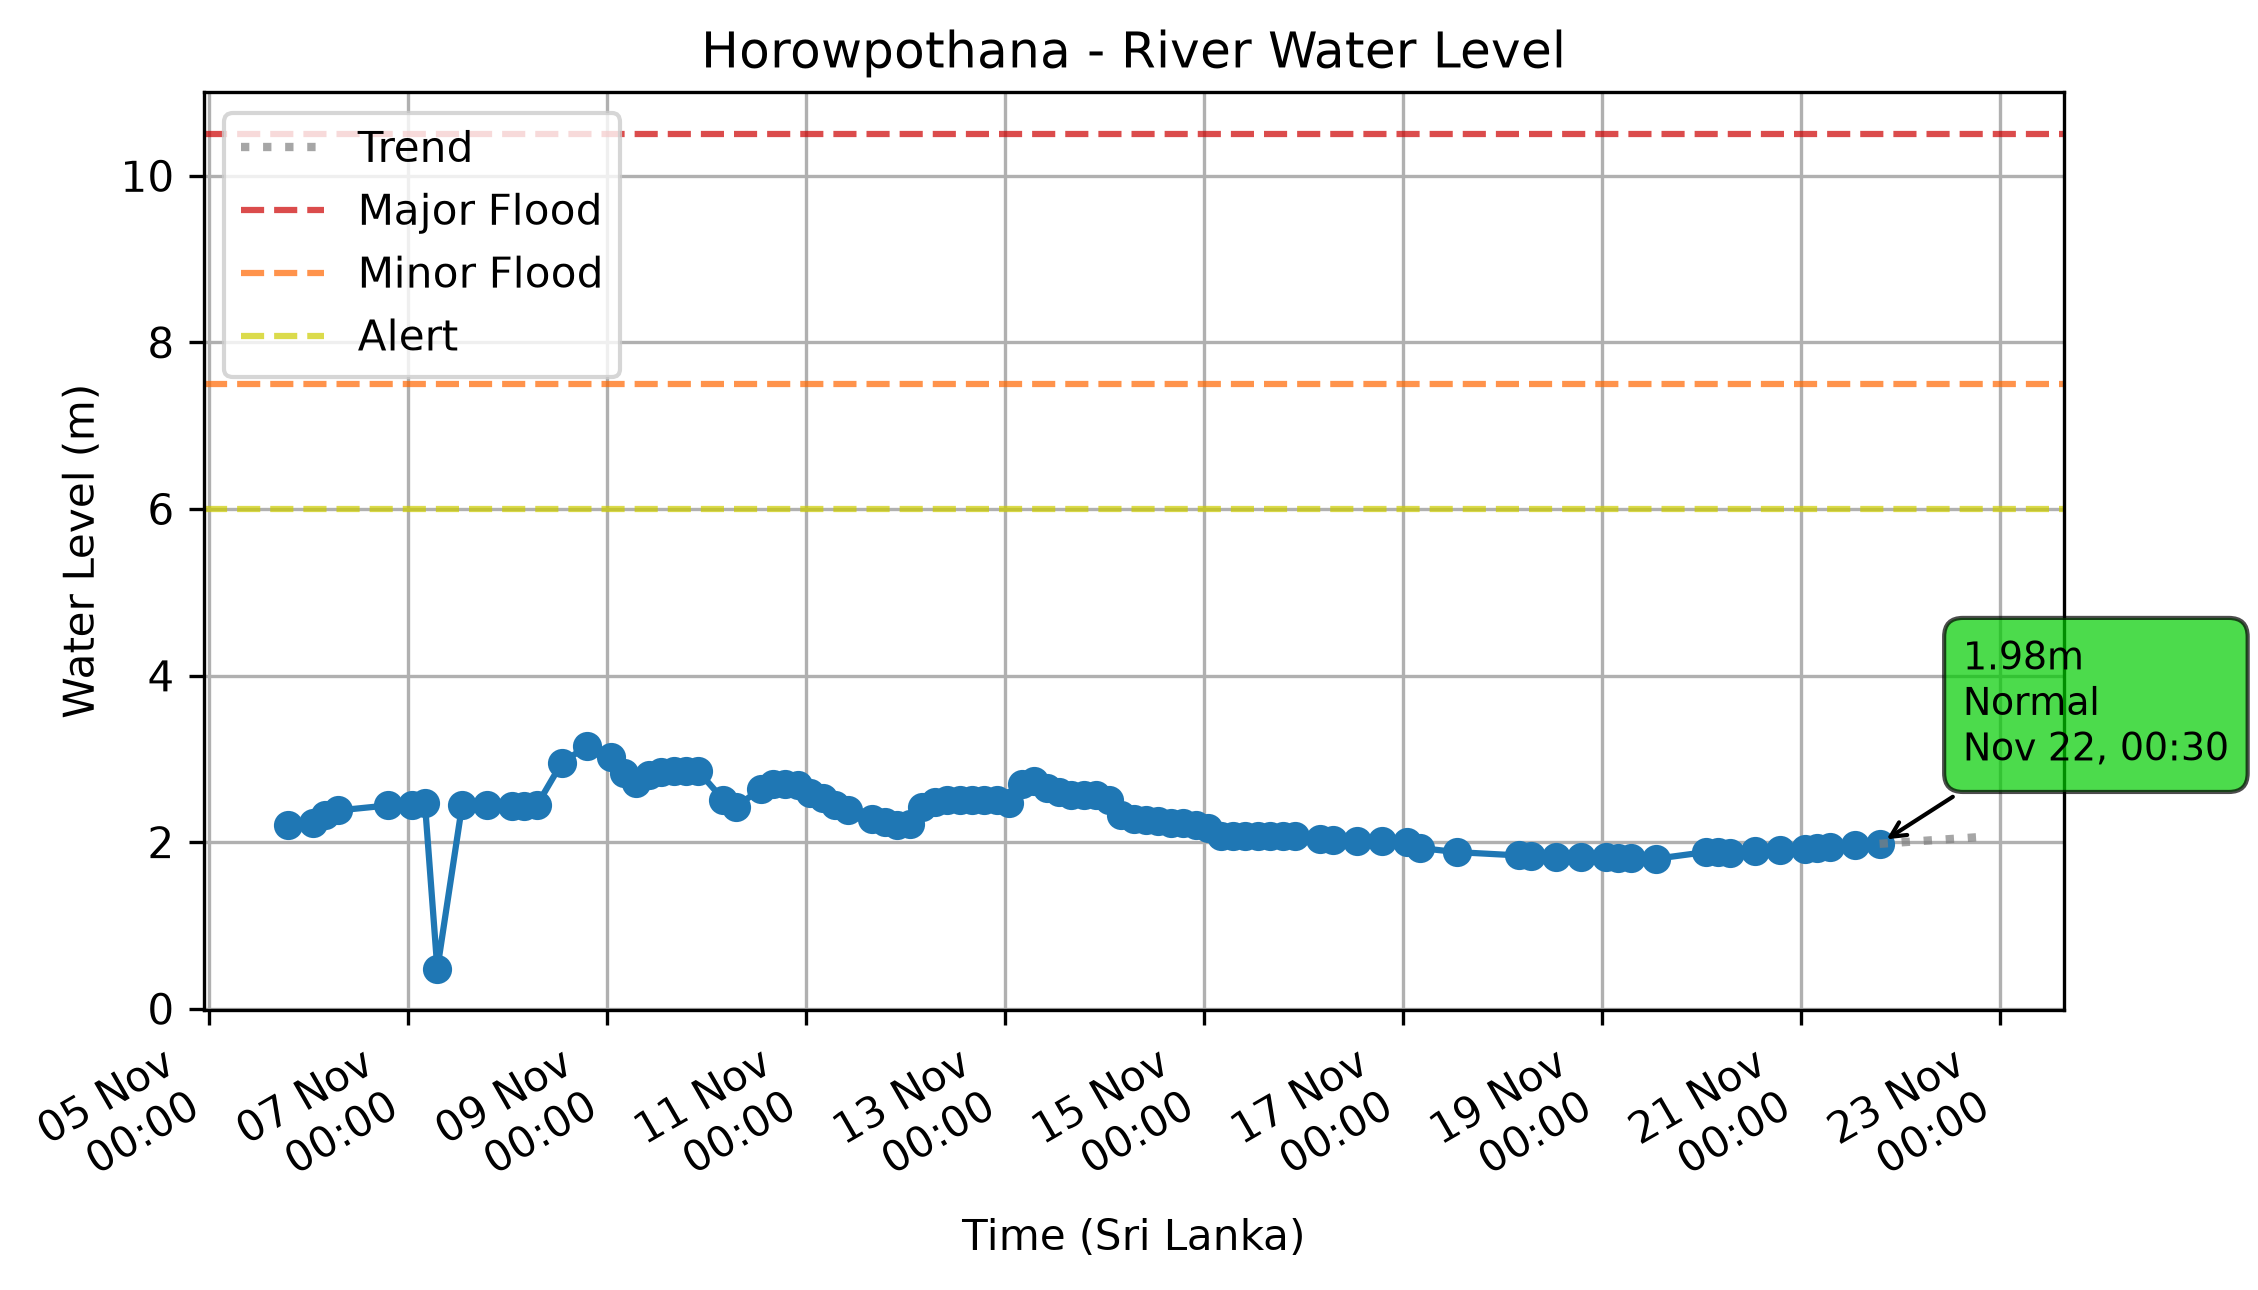 Horowpothana - River Water Level
Trend
Major Flood
Minor Flood
Alert
Water Level (m)
10
8
6
4
2
0
1.98m
Normal
Nov 22, 00:30
05 Nov
00:00
07 Nov
00:00
09 Nov
00:00
11 Nov
00:00
13 Nov
00:00
15 Nov
00:00
17 Nov
00:00
19 Nov
00:00
21 Nov
00:00
23 Nov
00:00
Time (Sri Lanka)